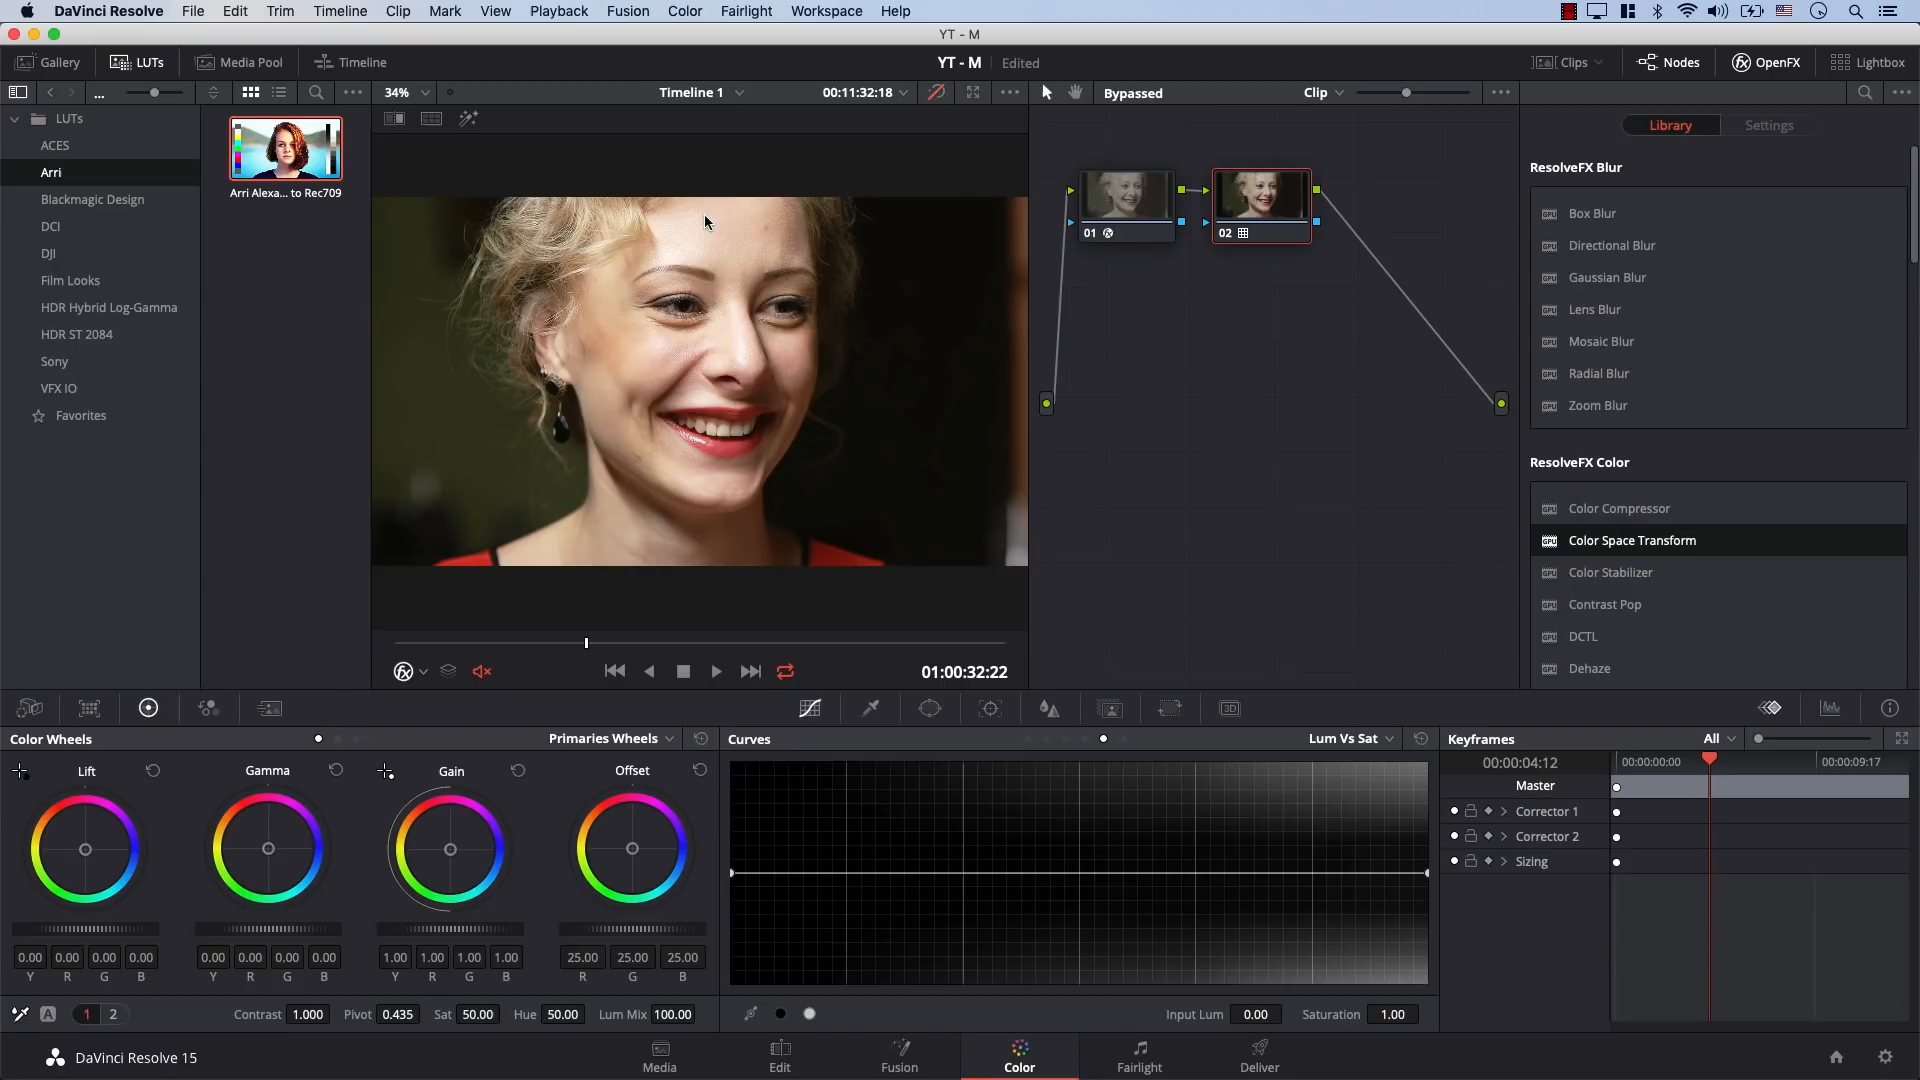 DaVinci Resolve File Edit Trim Timeline Clip Mark View Playback Fusion Color Fairlight Workspace Help
YT - M
Gallery LUTs Media Pool Timeline YT - M Edited Clips Nodes OpenFX Lightbox
... 34% Timeline 1 00:11:32:18 Bypassed Clip
Library Settings
LUTs
ACES
Arri
Blackmagic Design
DCI
DJI
Film Looks
HDR Hybrid Log-Gamma
HDR ST 2084
Sony
VFX IO
Favorites
Arri Alexa... to Rec709
01
02
ResolveFX Blur
Box Blur
Directional Blur
Gaussian Blur
Lens Blur
Mosaic Blur
Radial Blur
Zoom Blur
ResolveFX Color
GPU Color Compressor
GPU Color Space Transform
GPU Color Stabilizer
GPU Contrast Pop
GPU DCTL
GPU Dehaze
fx 01:00:32:22
3D
Color Wheels Primaries Wheels
Lift Gamma Gain Offset
0.00 0.00 0.00 0.00 0.00 0.00 0.00 0.00 1.00 1.00 1.00 1.00 25.00 25.00 25.00
Y R G B Y R G B Y R G B R G B
A 1 2 Contrast 1.000 Pivot 0.435 Sat 50.00 Hue 50.00 Lum Mix 100.00
Curves Lum Vs Sat
Input Lum 0.00 Saturation 1.00
Keyframes All
00:00:04:12 00:00:00:00 00:00:09:17
Master
Corrector 1
Corrector 2
Sizing
DaVinci Resolve 15 Media Edit Fusion Color Fairlight Deliver